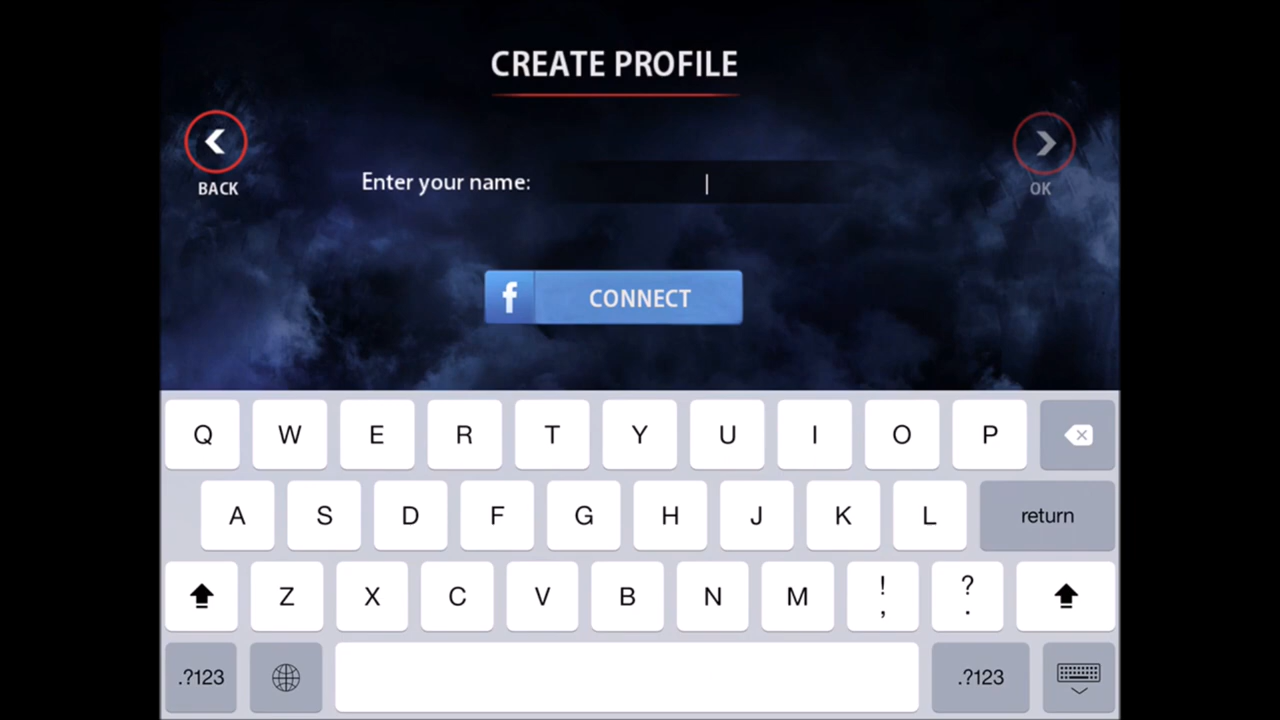 CREATE PROFILE
BACK
Enter your name:
OK
f CONNECT
Q W E R T Y U I O P
A S D F G H J K L return
Z X C V B N M ! , ? .
.?123 .?123